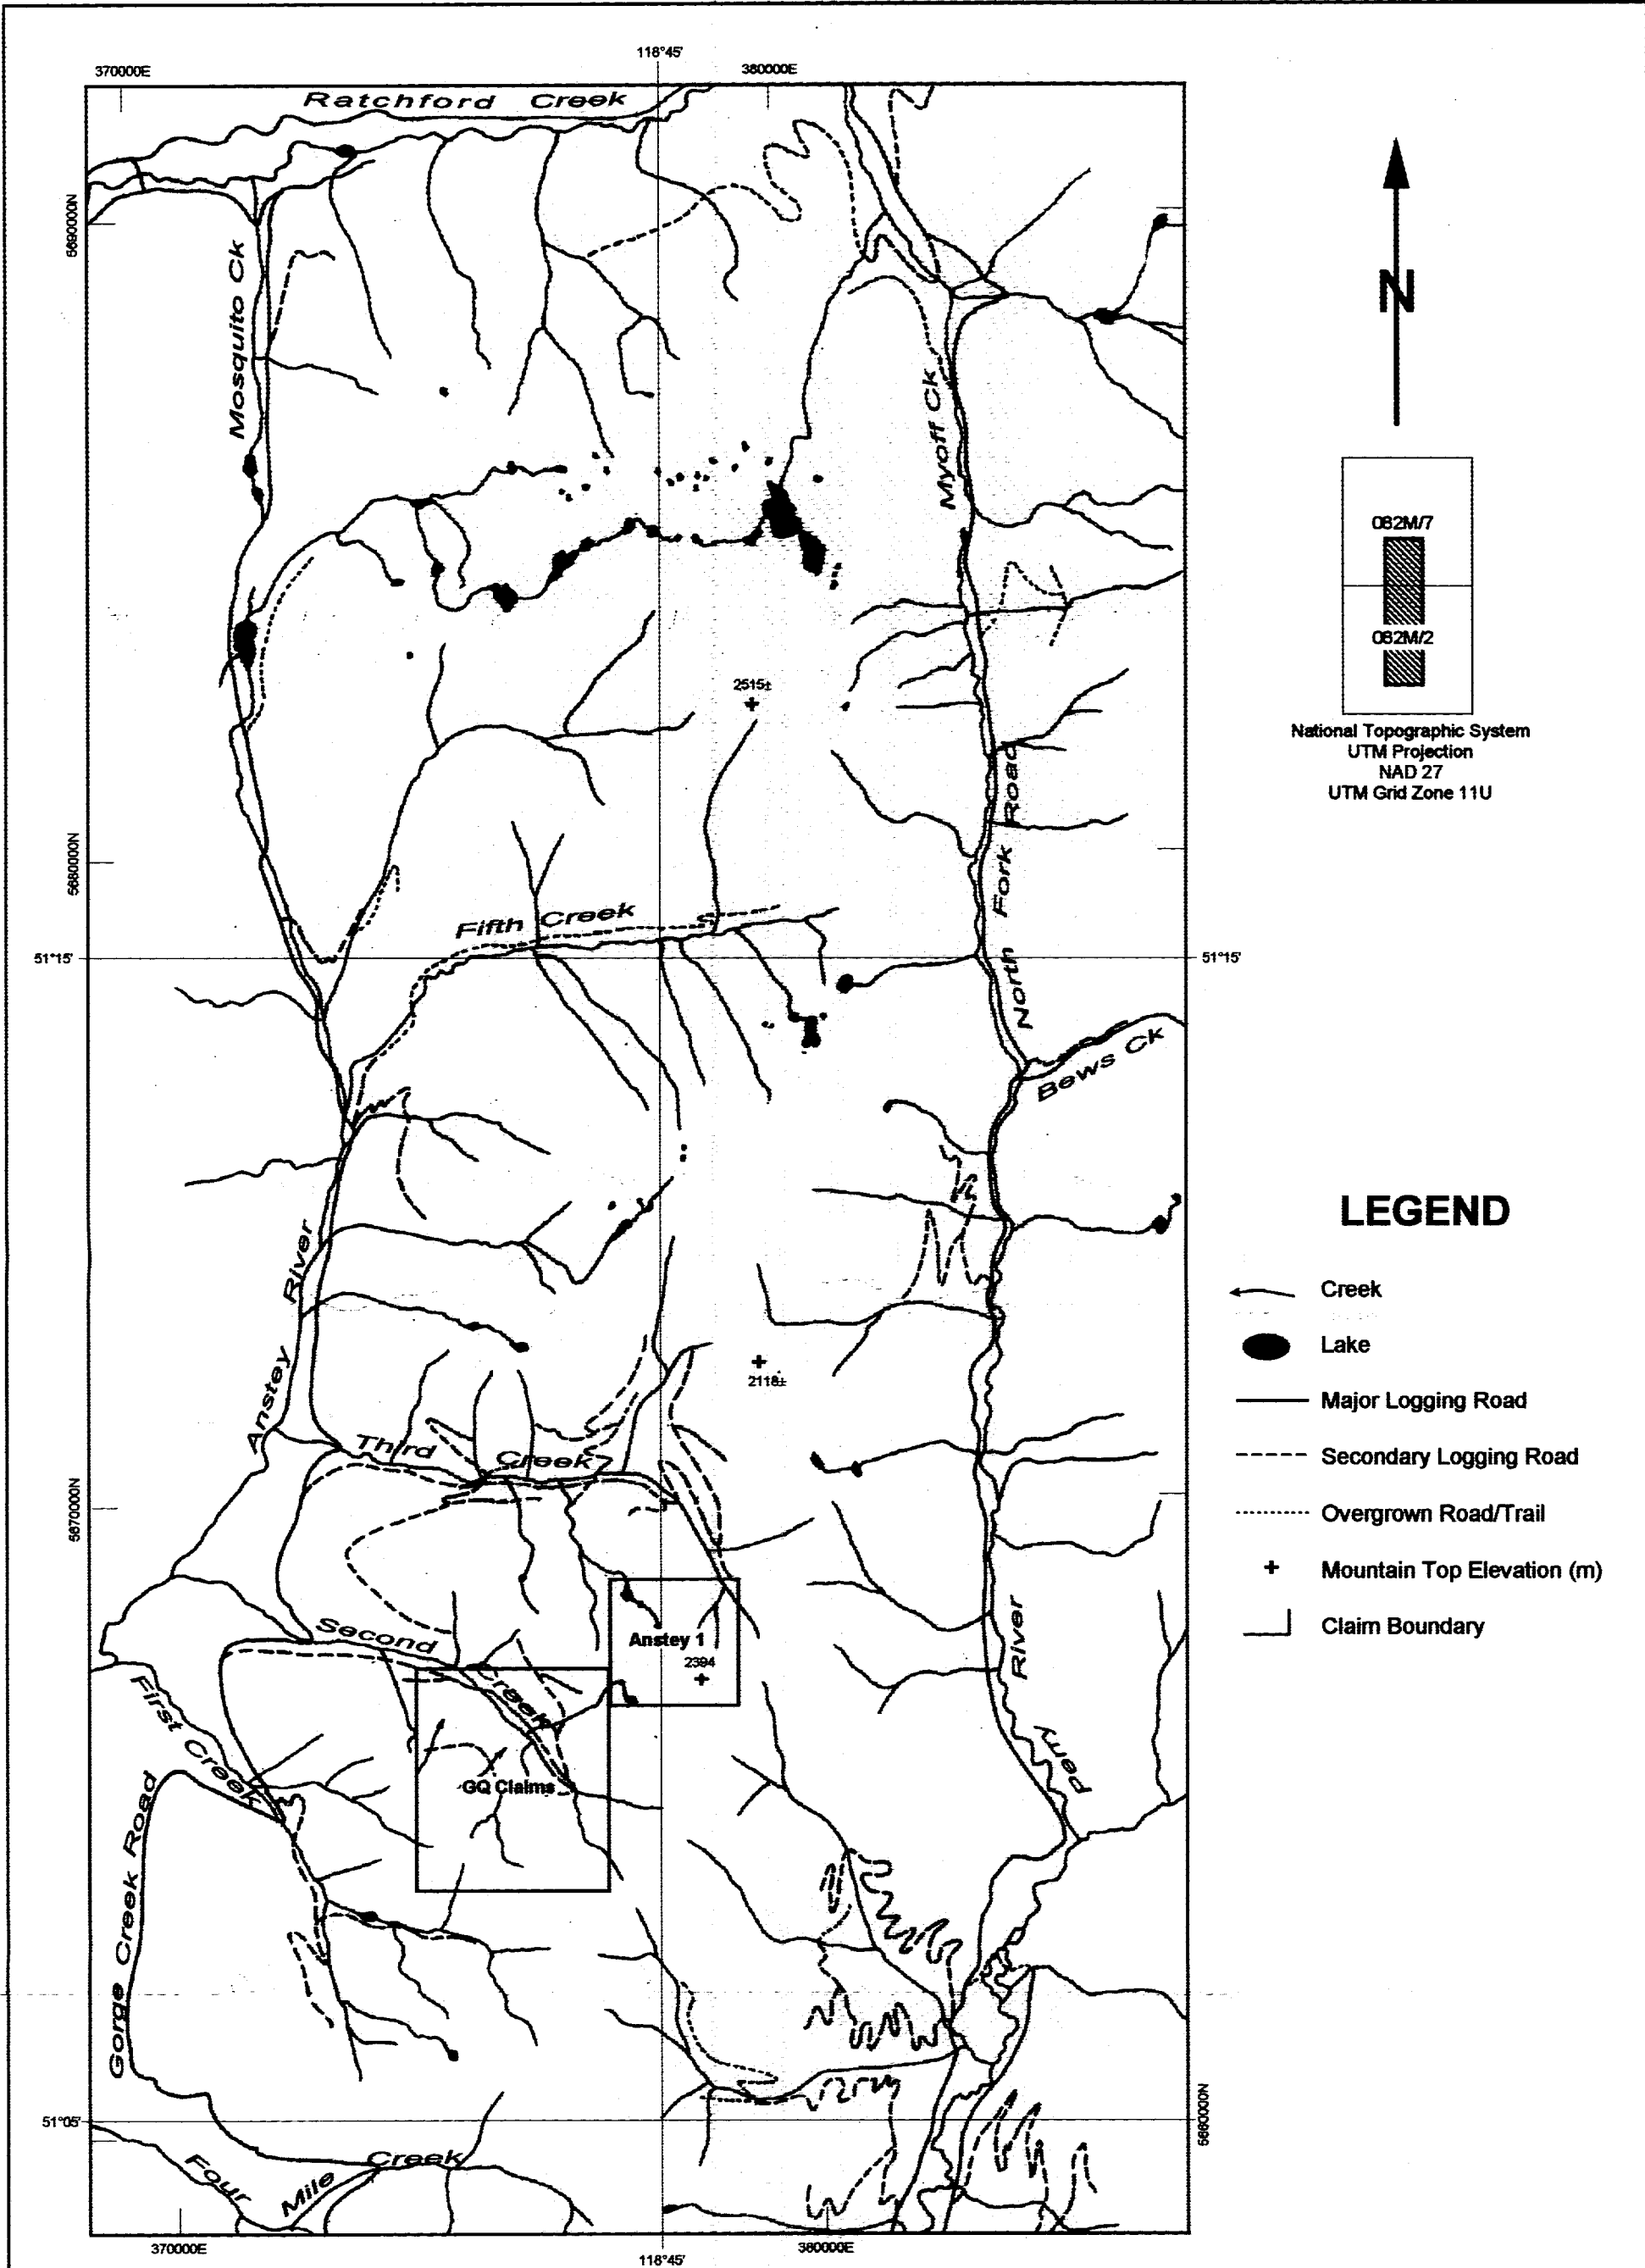 118°45'
370000E
380000E
Ratchford Creek
5690000N
Mosquito Ck
N
Myoff Ck
082M/7
082M/2
2515±
National Topographic System
UTM Projection
NAD 27
UTM Grid Zone 11U
North Fork Road
5680000N
Fifth Creek
51°15'
51°15'
Bews Ck
LEGEND
Anstey River
Creek
Lake
2118±
Major Logging Road
Third Creek
Secondary Logging Road
5670000N
Overgrown Road/Trail
Mountain Top Elevation (m)
Second Creek
Anstey 1
Claim Boundary
2394
Perry River
First Creek
GQ Claims
Gorge Creek Road
51°05'
5660000N
Four Mile Creek
370000E
380000E
118°45'